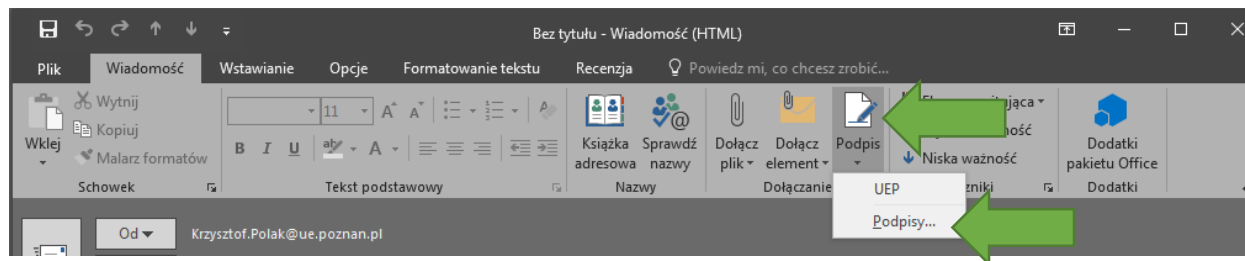 Bez tytułu - Wiadomość (HTML)
Plik Wiadomość Wstawianie Opcje Formatowanie tekstu Recenzja Powiedz mi, co chcesz zrobić...
Wklej
Wytnij
Kopiuj
Malarz formatów
Schowek
11
B I U
Tekst podstawowy
Książka adresowa
Sprawdź nazwy
Nazwy
Dołącz plik
Dołącz element
Podpis
Dołączanie
Niska ważność
Dodatki
pakietu Office
Dodatki
UEP
Podpisy...
Od
Krzysztof.Polak@ue.poznan.pl